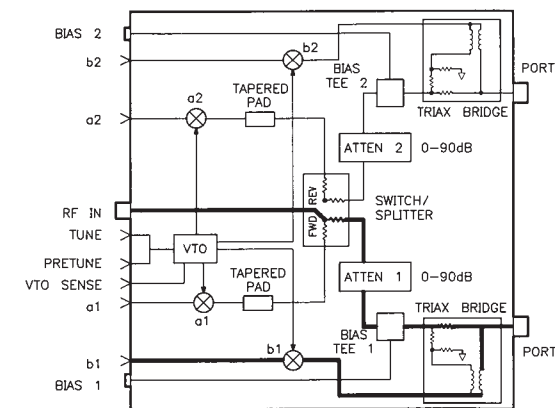 BIAS 2
b2
b2
BIAS
TEE 2
PORT
TRIAX BRIDGE
TAPERED
PAD
a2
a2
ATTEN 2
0-90dB
REV
FWD
SWITCH/
SPLITTER
RF IN
TUNE
PRETUNE
VTO
VTO SENSE
TAPERED
PAD
ATTEN 1
0-90dB
a1
a1
TRIAX BRIDGE
BIAS
TEE 1
PORT
b1
b1
BIAS 1